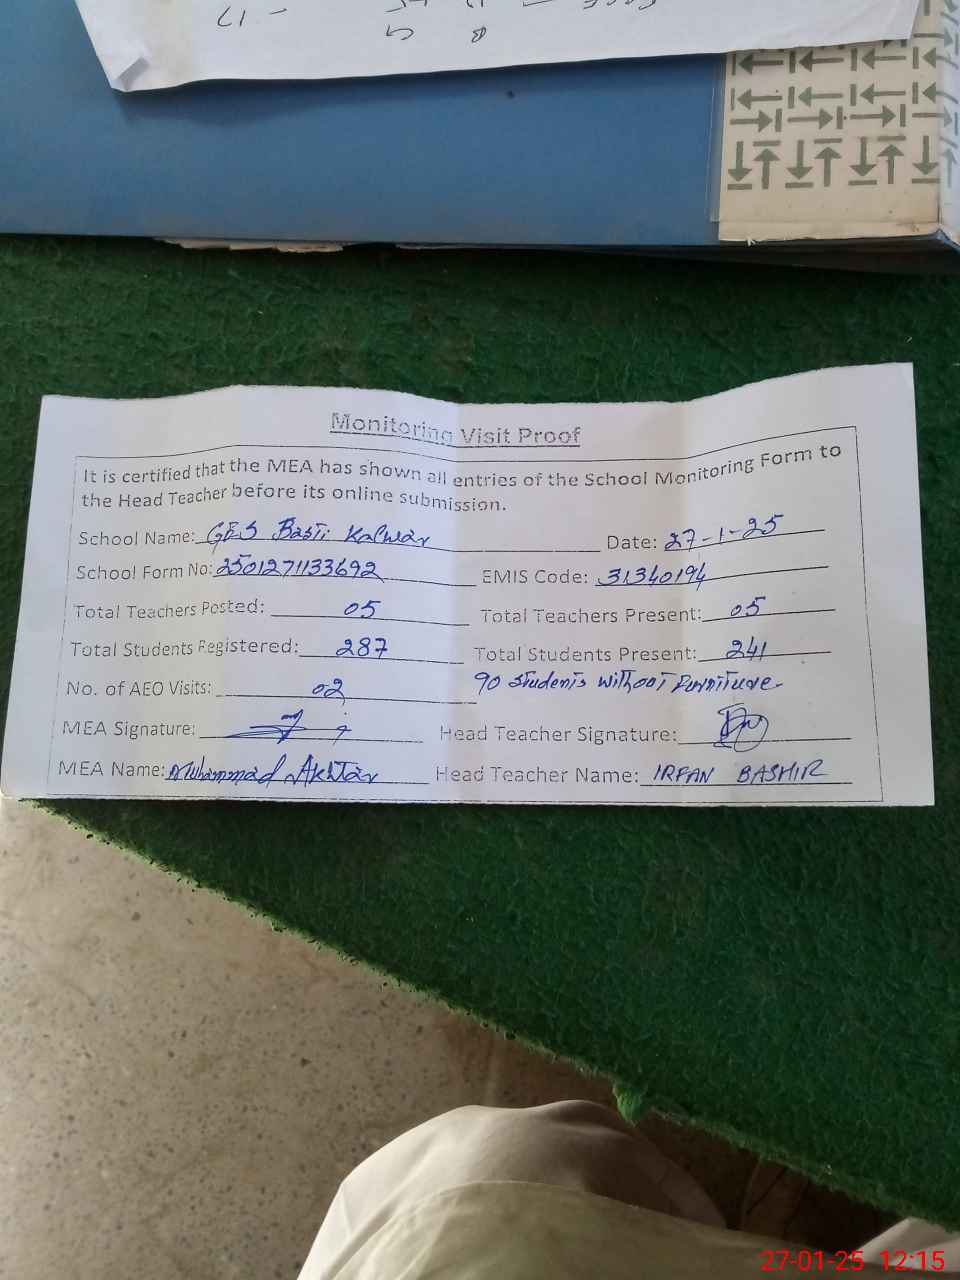 Monitoring Visit Proof
It is certified that the MEA has shown all entries of the School Monitoring Form to
the Head Teacher before its online submission.
School Name: GES Basti Kalwar Date: 27-1-25
School Form No: 2501271133692 EMIS Code: 31340194
Total Teachers Posted: 05 Total Teachers Present: 05
Total Students Registered: 287 Total Students Present: 241
No. of AEO Visits: 02 90 students without Furniture-
MEA Signature: Head Teacher Signature:
MEA Name: Muhammad Akhtar Head Teacher Name: IRFAN BASHIR
27-01-25 12:15